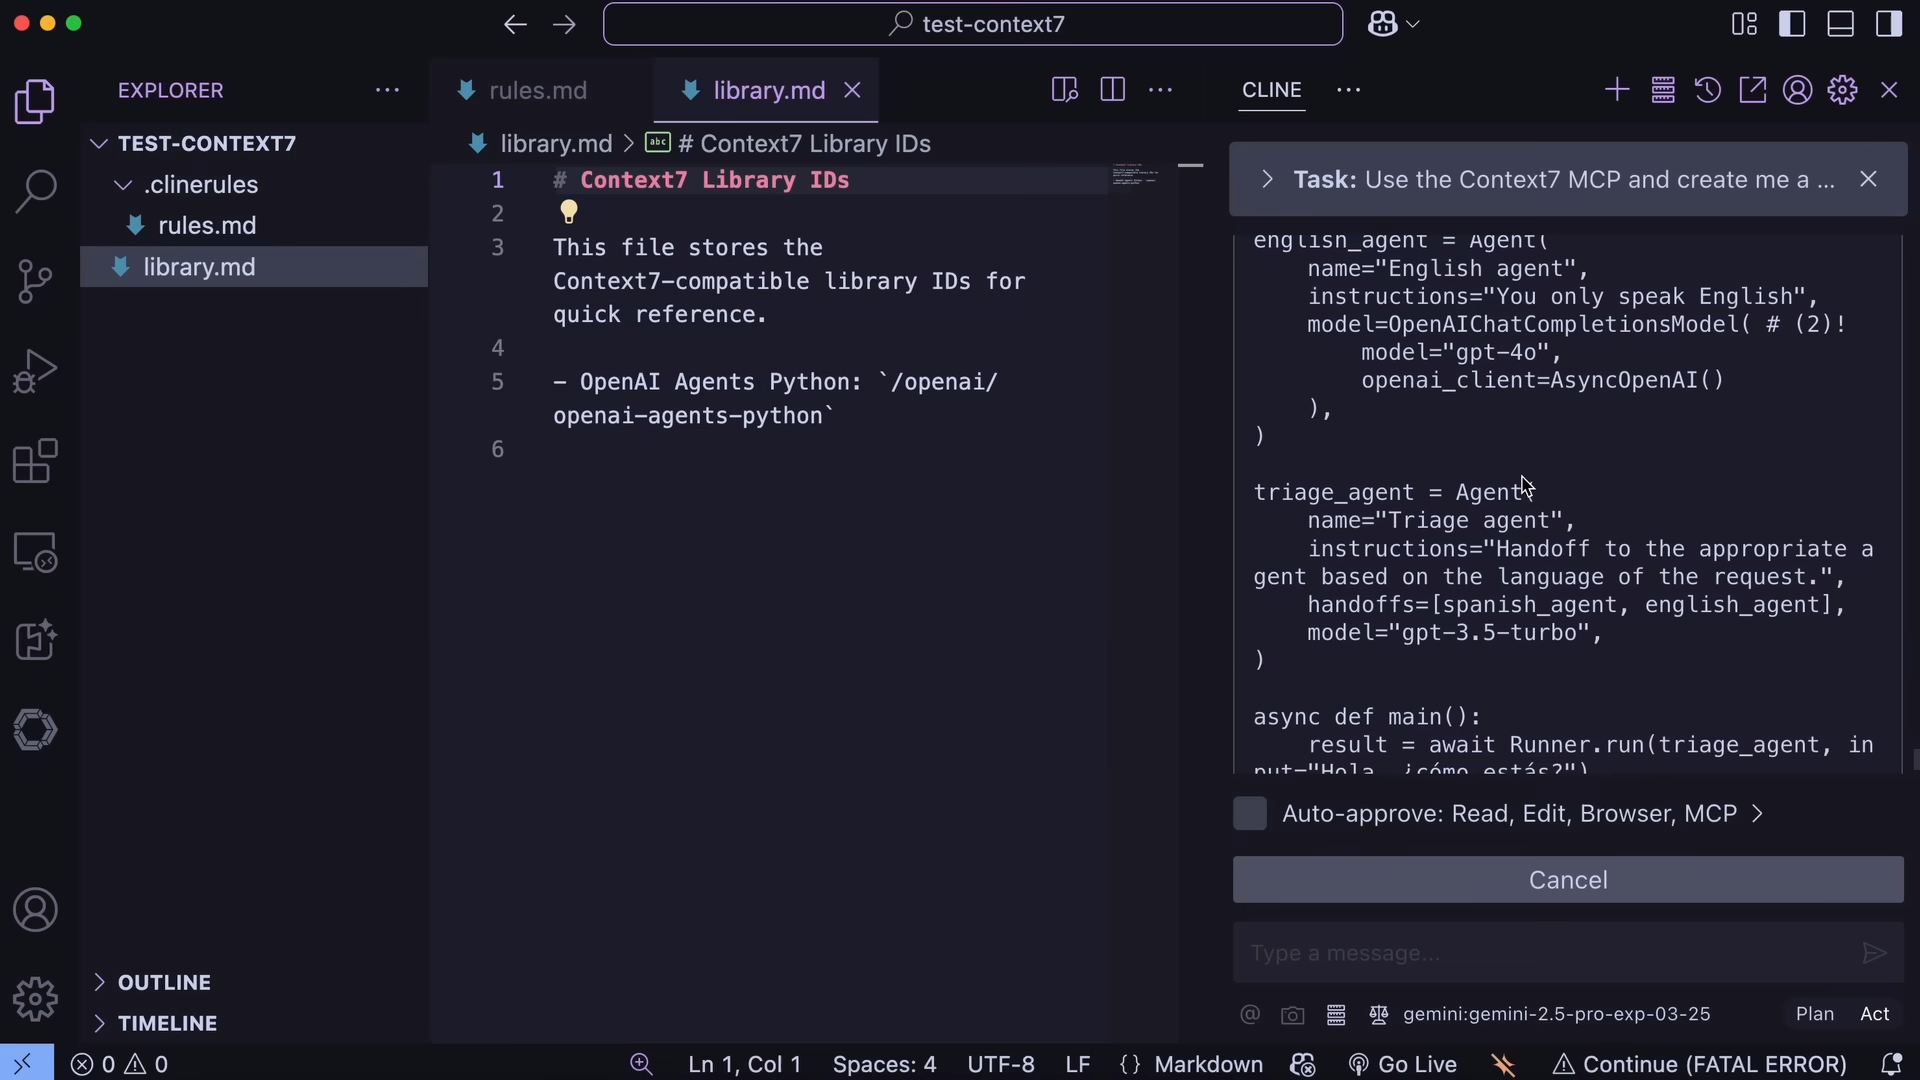 test-context7
EXPLORER
TEST-CONTEXT7
.clinerules
rules.md
library.md
OUTLINE
TIMELINE
rules.md
library.md
library.md > # Context7 Library IDs
1 # Context7 Library IDs
2
3 This file stores the
Context7-compatible library IDs for
quick reference.
4
5 - OpenAI Agents Python: `/openai/
openai-agents-python`
6
CLINE
Task: Use the Context7 MCP and create me a ...
english_agent = Agent(
name="English agent",
instructions="You only speak English",
model=OpenAIChatCompletionsModel( # (2)!
model="gpt-4o",
openai_client=AsyncOpenAI()
),
)
triage_agent = Agent(
name="Triage agent",
instructions="Handoff to the appropriate a
gent based on the language of the request.",
handoffs=[spanish_agent, english_agent],
model="gpt-3.5-turbo",
)
async def main():
result = await Runner.run(triage_agent, in
put="Hola, ¿cómo estás?")
Auto-approve: Read, Edit, Browser, MCP >
Cancel
Type a message...
@ gemini:gemini-2.5-pro-exp-03-25
Plan Act
0 0
Ln 1, Col 1
Spaces: 4
UTF-8
LF
{ } Markdown
Go Live
Continue (FATAL ERROR)